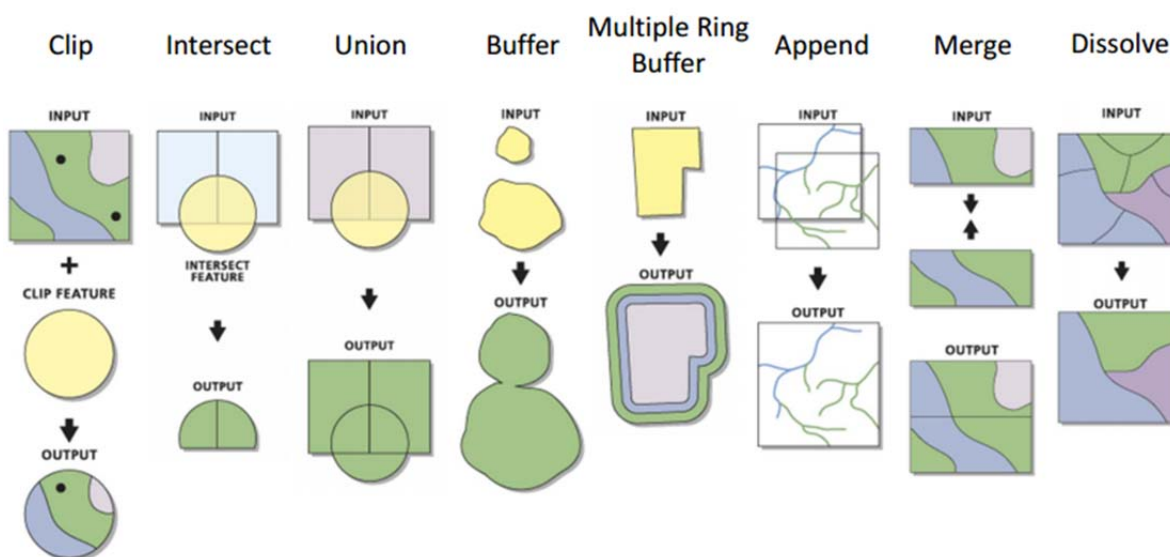 Clip
Intersect
Union
Buffer
Multiple Ring
Buffer
Append
Merge
Dissolve
INPUT
+
CLIP FEATURE
OUTPUT
INPUT
INTERSECT
FEATURE
OUTPUT
INPUT
OUTPUT
INPUT
OUTPUT
INPUT
OUTPUT
INPUT
OUTPUT
INPUT
OUTPUT
INPUT
OUTPUT